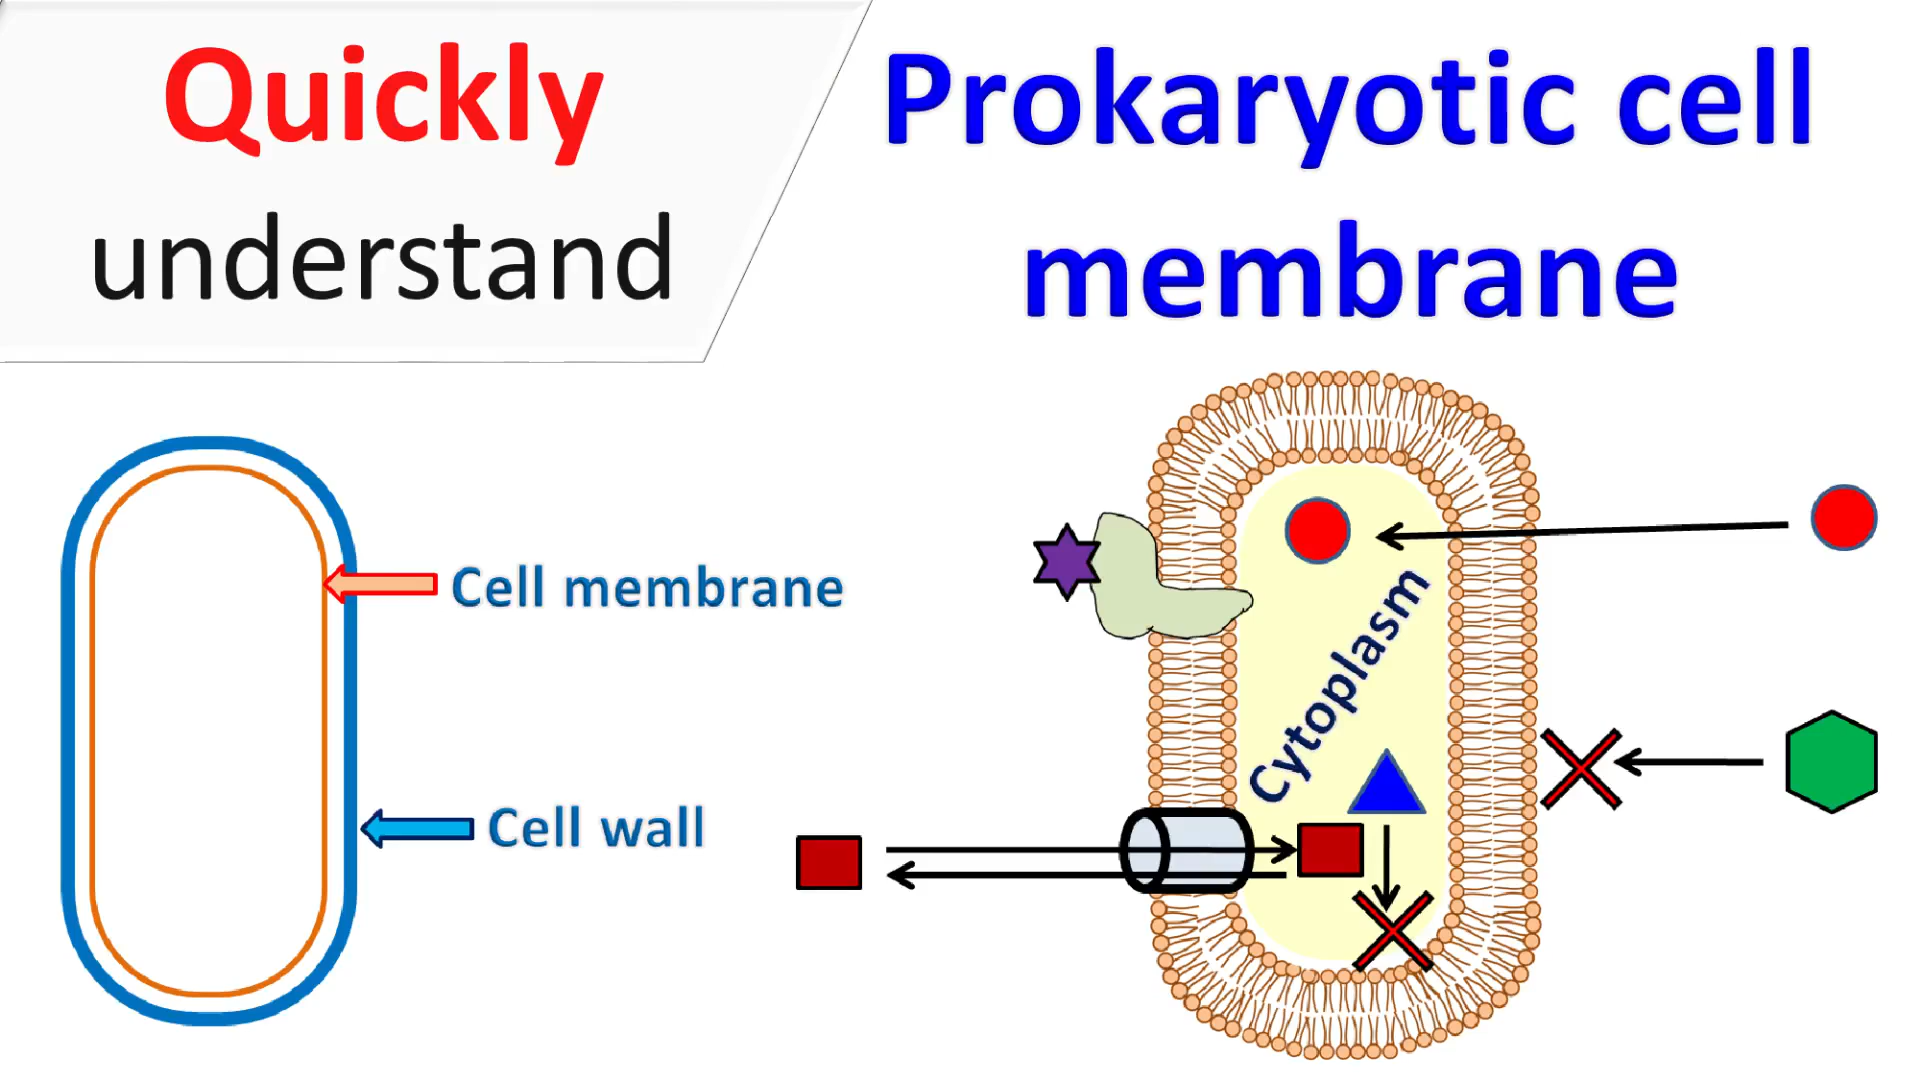 Quickly
understand
Prokaryotic cell
membrane
Cell membrane
Cell wall
Cytoplasm